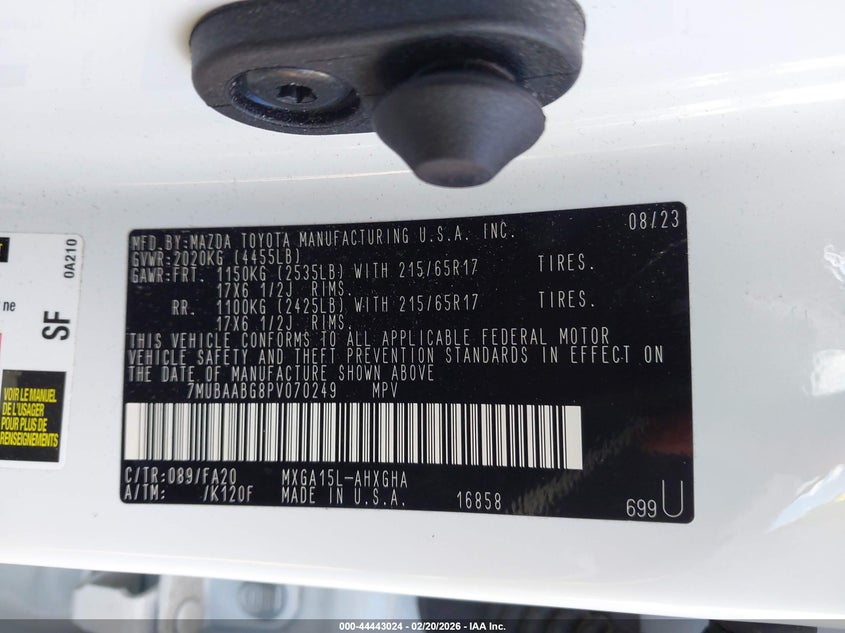 MFD.BY:MAZDA TOYOTA MANUFACTURING U.S.A. INC. 08/23
GVWR:2020KG (4455LB)
GAWR:FRT. 1150KG (2535LB) WITH 215/65R17 TIRES.
17X6 1/2J RIMS.
RR. 1100KG (2425LB) WITH 215/65R17 TIRES.
17X6 1/2J RIMS.
THIS VEHICLE CONFORMS TO ALL APPLICABLE FEDERAL MOTOR
VEHICLE SAFETY AND THEFT PREVENTION STANDARDS IN EFFECT ON
THE DATE OF MANUFACTURE SHOWN ABOVE
7MUBAABG8PV070249 MPV
C/TR:089/FA20 MXGA15L-AHXGHA
A/TM: /K120F MADE IN U.S.A. 16858
699U
0A210
ne
SF
VOIR LE MANUEL
DE L'USAGER
POUR PLUS DE
RENSEIGNEMENTS
000-44443024 - 02/20/2026 - IAA Inc.